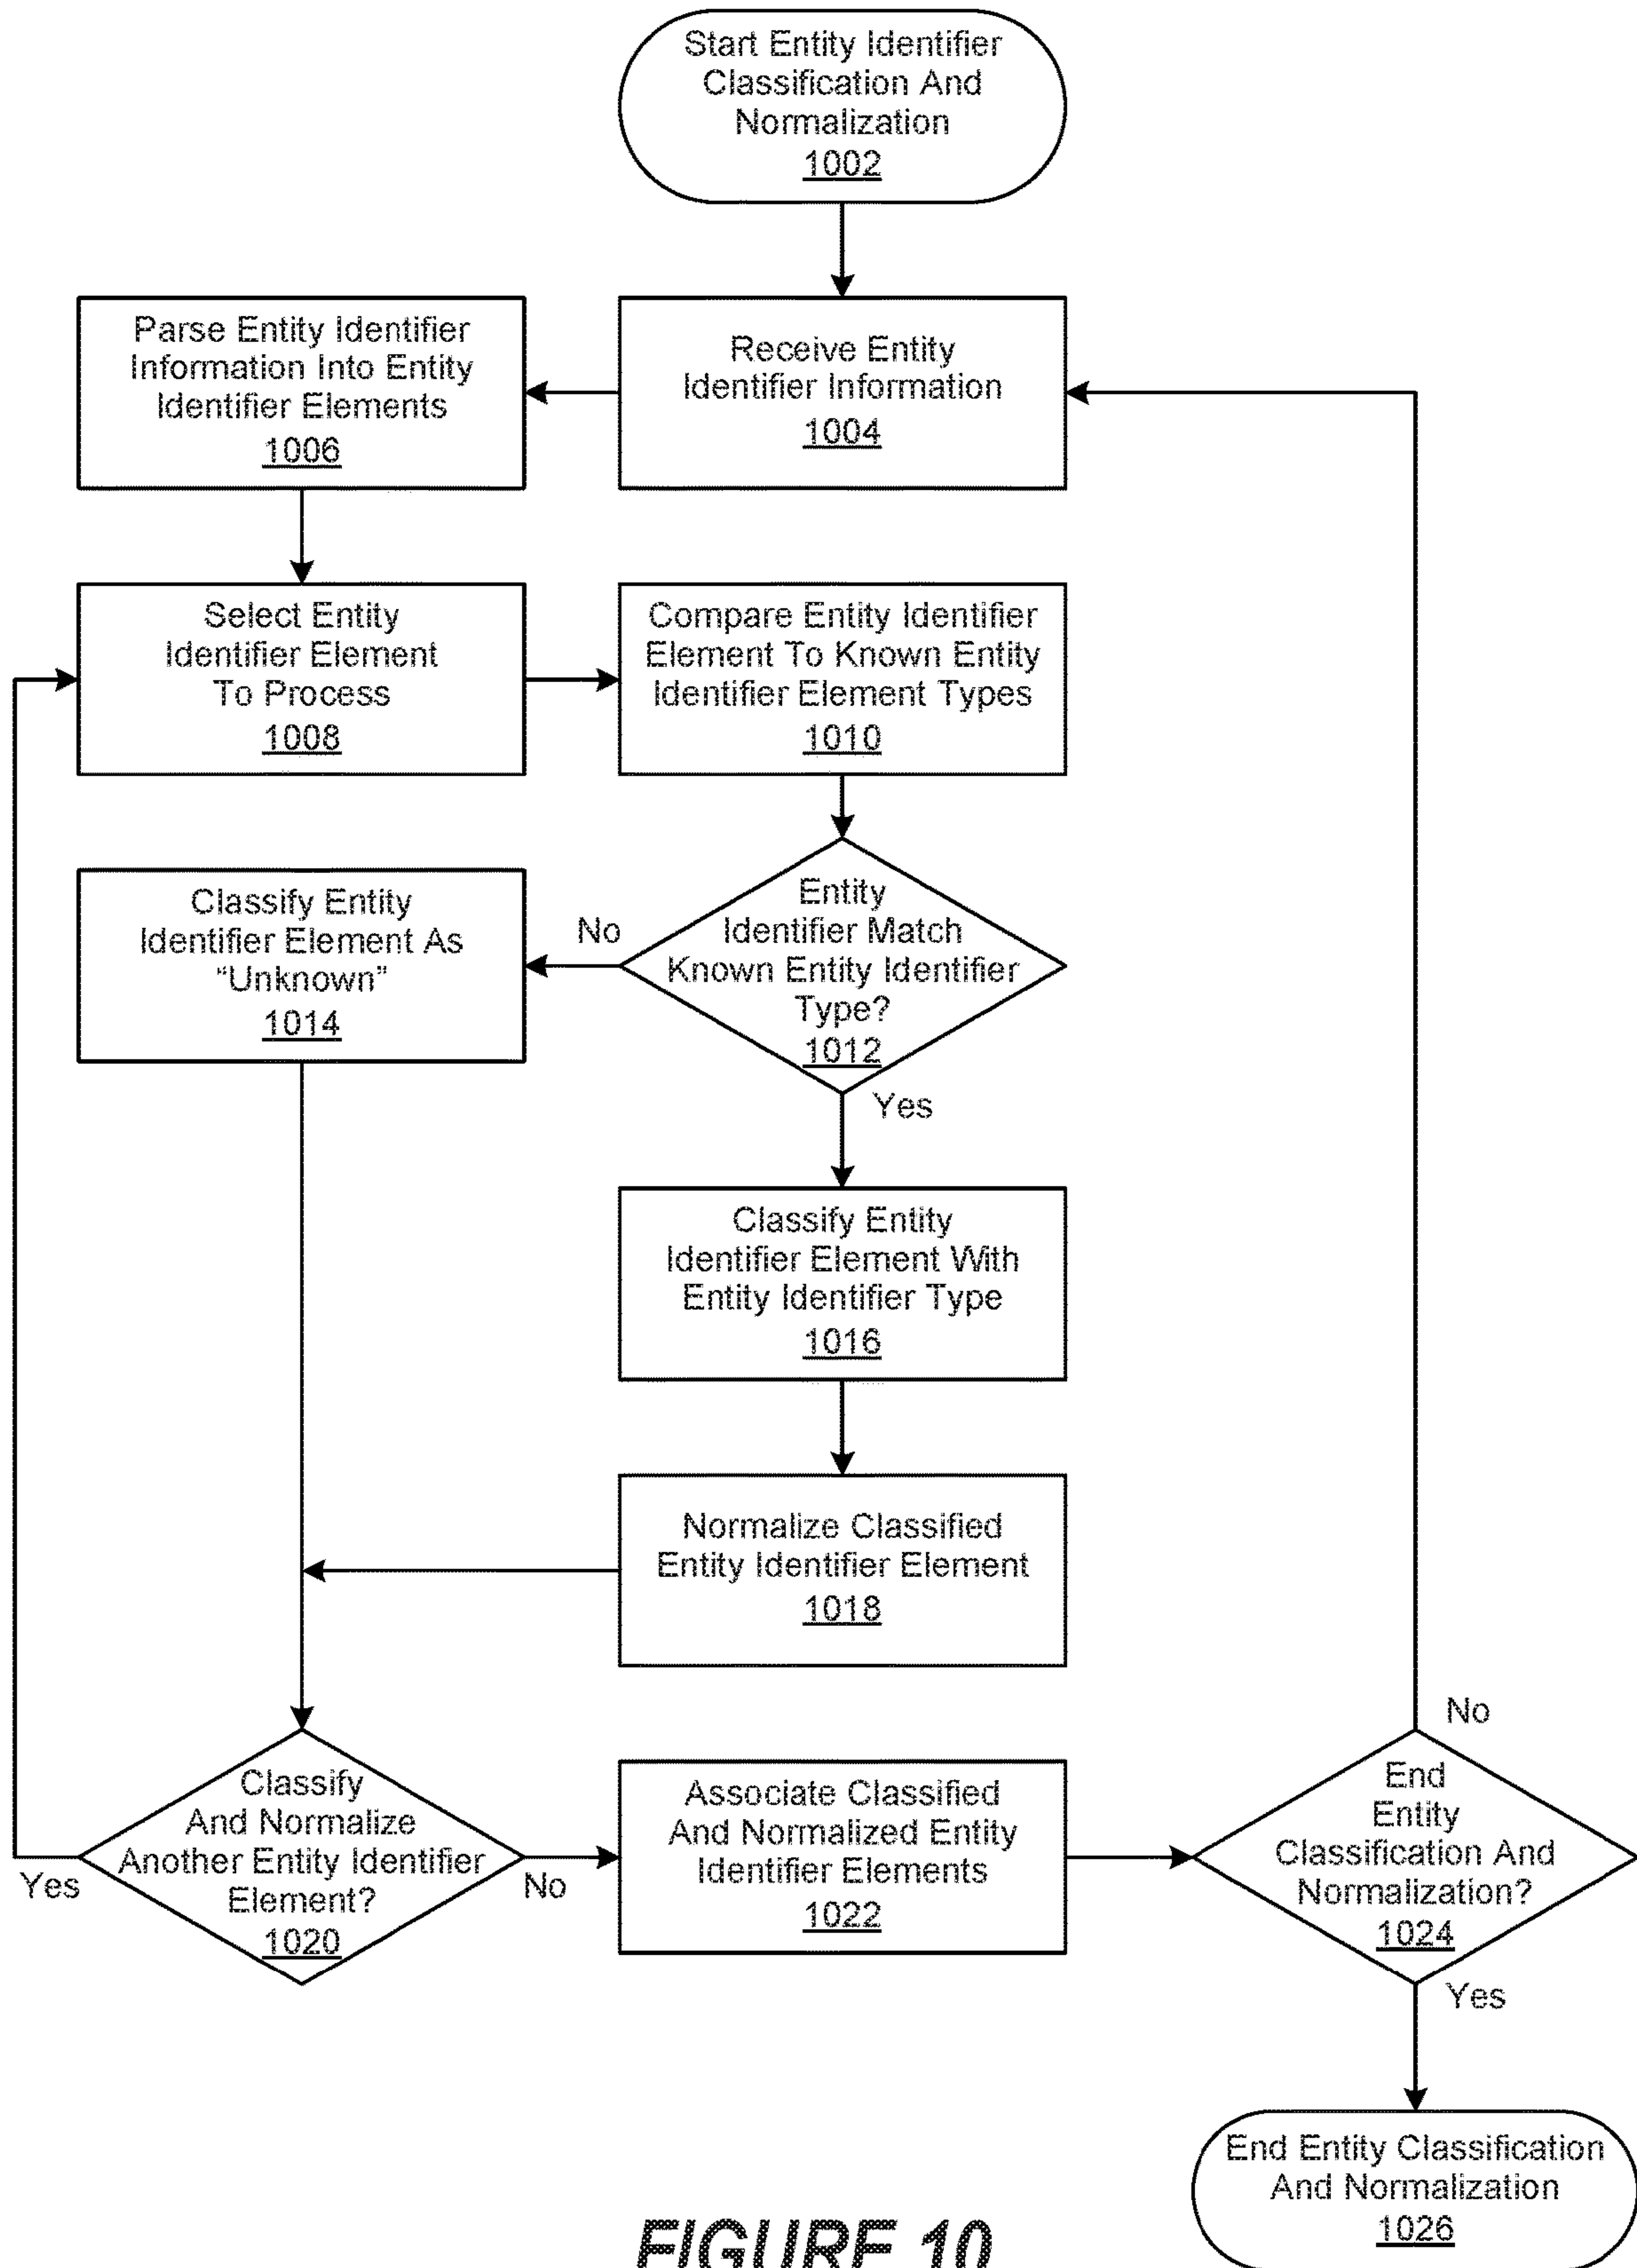 Start Entity Identifier
Classification And
Normalization
1002
Parse Entity Identifier
Information Into Entity
Identifier Elements
1006
Receive Entity
Identifier Information
1004
Select Entity
Identifier Element
To Process
1008
Compare Entity Identifier
Element To Known Entity
Identifier Element Types
1010
Classify Entity
Identifier Element As
“Unknown”
1014
No
Entity
Identifier Match
Known Entity Identifier
Type?
1012
Yes
Classify Entity
Identifier Element With
Entity Identifier Type
1016
Normalize Classified
Entity Identifier Element
1018
Classify
And Normalize
Another Entity Identifier
Element?
1020
Yes
No
Associate Classified
And Normalized Entity
Identifier Elements
1022
No
End
Entity
Classification And
Normalization?
1024
Yes
End Entity Classification
And Normalization
1026
FIGURE 10